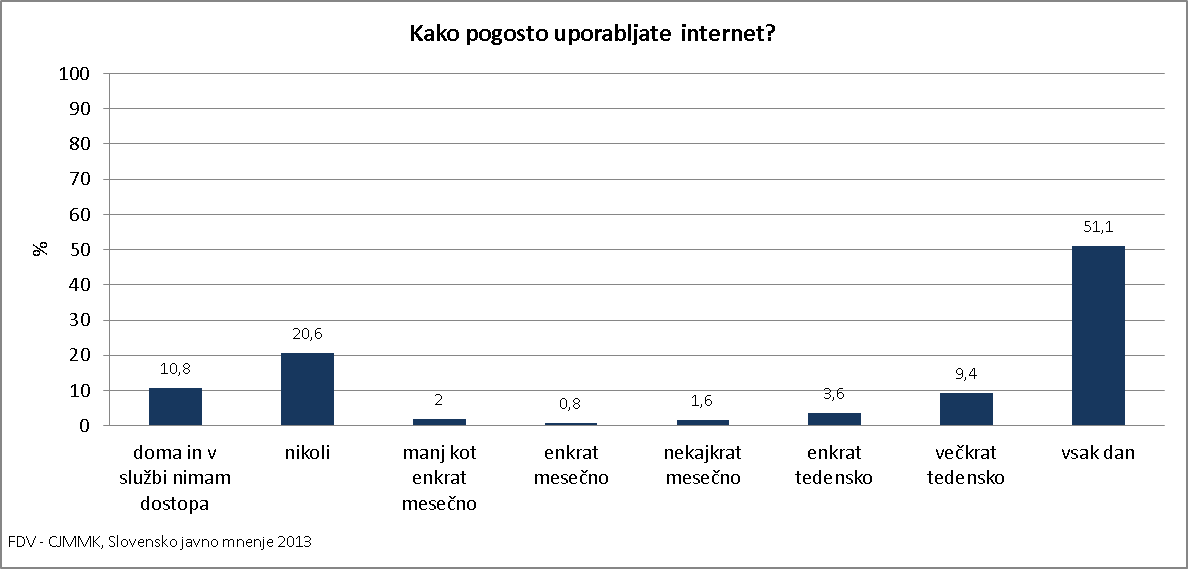 Kako pogosto uporabljate internet?
100
90
80
70
60
50
40
30
20
10
0
%
10,8
20,6
2
0,8
1,6
3,6
9,4
51,1
doma in v
službi nimam
dostopa
nikoli
manj kot
enkrat
mesečno
enkrat
mesečno
nekajkrat
mesečno
enkrat
tedensko
večkrat
tedensko
vsak dan
FDV - CJMMK, Slovensko javno mnenje 2013